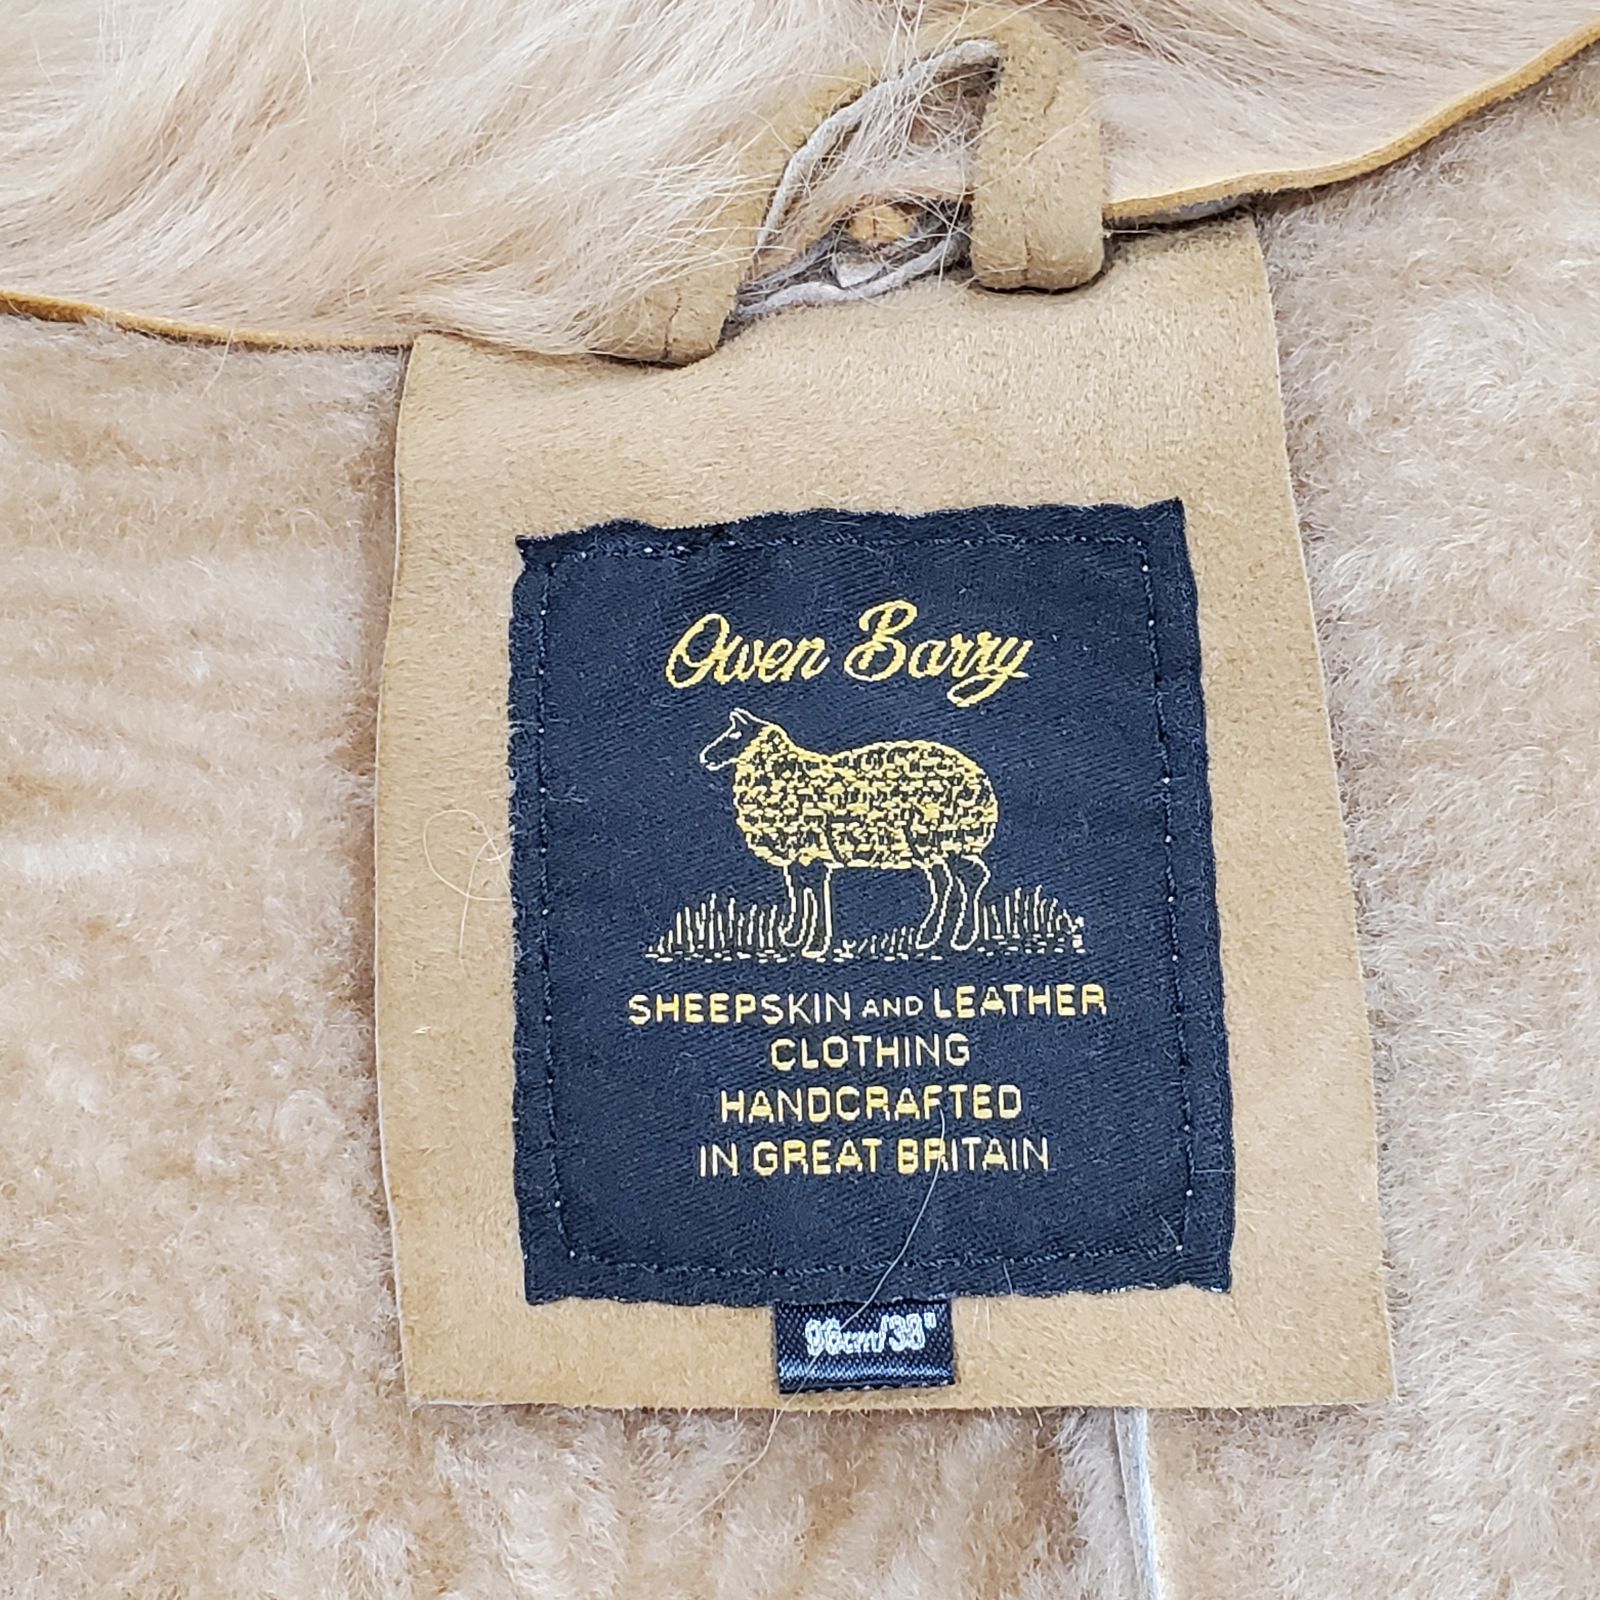 Owen Barry
SHEEPSKIN AND LEATHER
CLOTHING
HANDCRAFTED
IN GREAT BRITAIN
96cm/38"